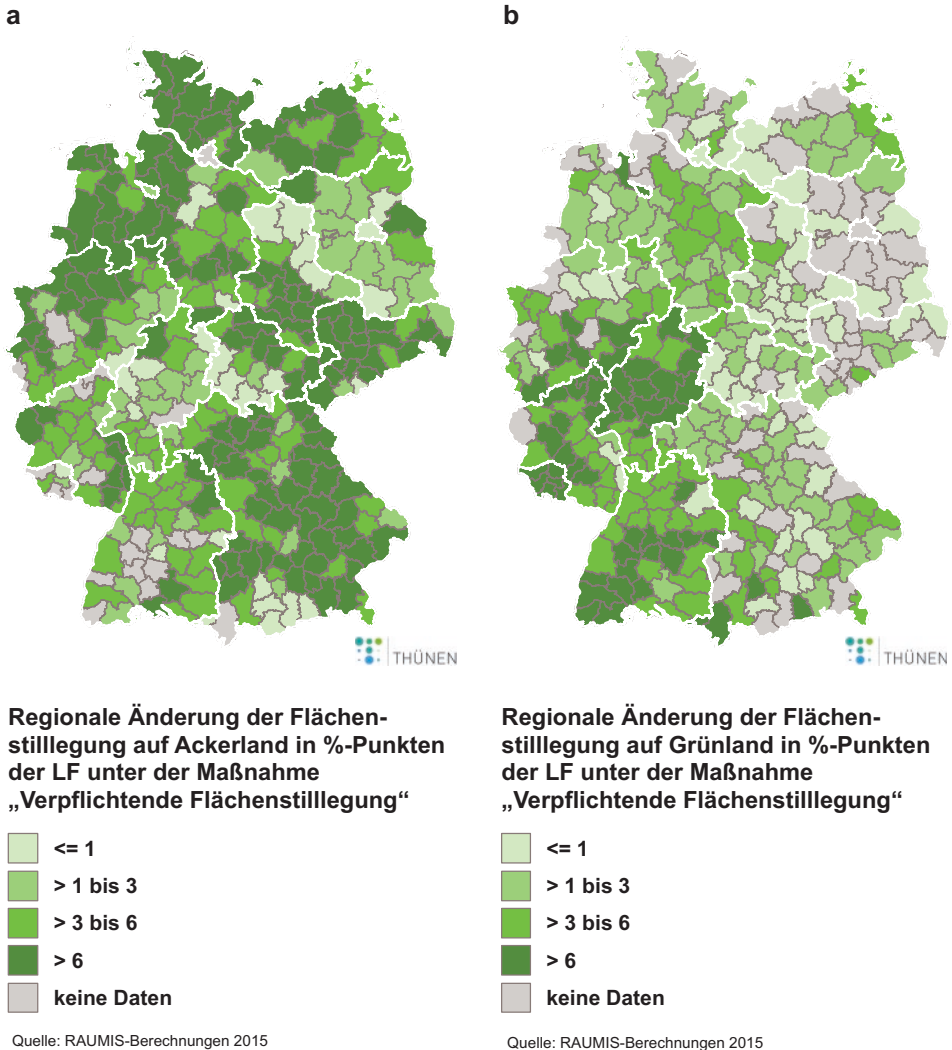 a
Regionale Änderung der Flächen-
stilllegung auf Ackerland in %-Punkten
der LF unter der Maßnahme
„Verpflichtende Flächenstilllegung“
<= 1
> 1 bis 3
> 3 bis 6
> 6
keine Daten
Quelle: RAUMIS-Berechnungen 2015
THÜNEN
b
Regionale Änderung der Flächen-
stilllegung auf Grünland in %-Punkten
der LF unter der Maßnahme
„Verpflichtende Flächenstilllegung“
<= 1
> 1 bis 3
> 3 bis 6
> 6
keine Daten
Quelle: RAUMIS-Berechnungen 2015
THÜNEN